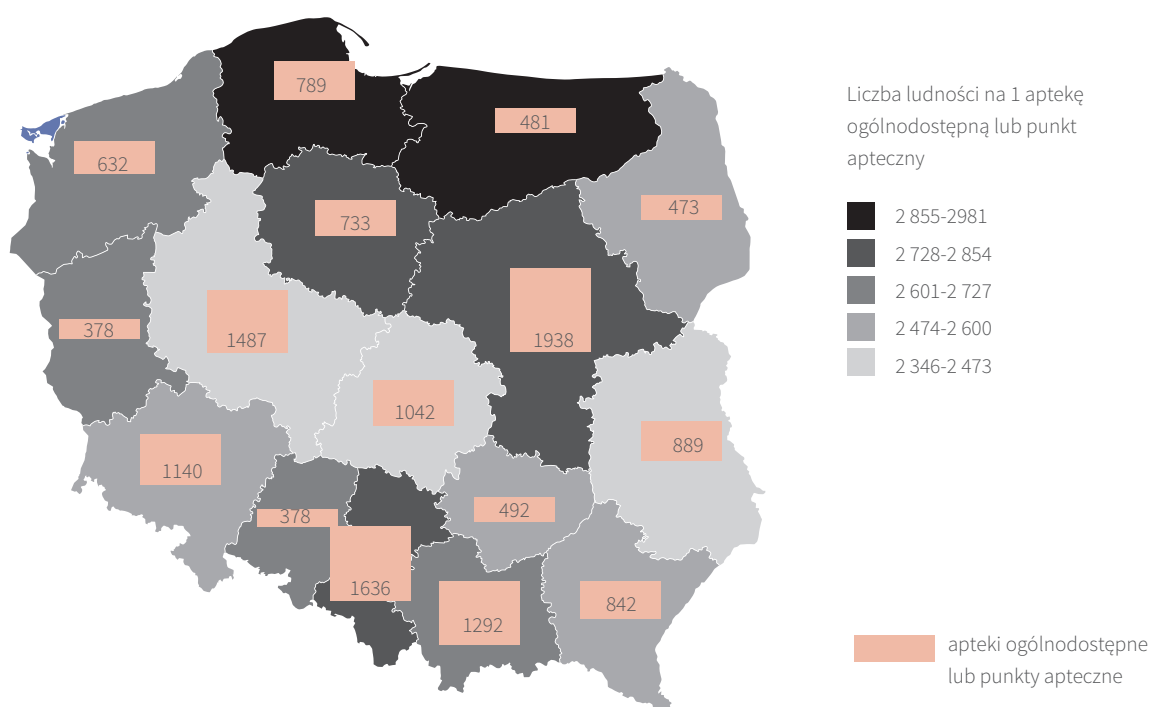 789
481
632
473
733
378
1487
1938
1042
889
1140
492
378
1636
842
1292
Liczba ludności na 1 aptekę
ogólnodostępną lub punkt
apteczny
2 855-2981
2 728-2 854
2 601-2 727
2 474-2 600
2 346-2 473
apteki ogólnodostępne
lub punkty apteczne